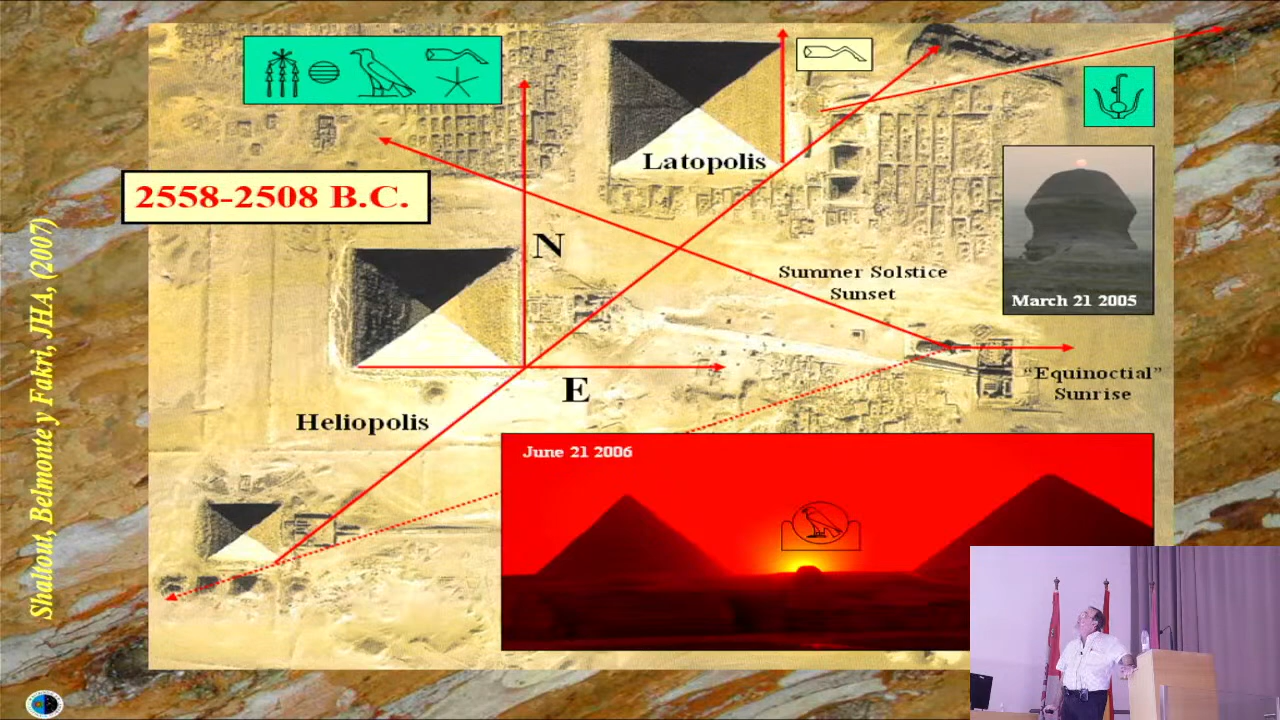 Latopolis
2558-2508 B.C.
N
Summer Solstice
Sunset
March 21 2005
E
"Equinoctial"
Sunrise
Heliopolis
June 21 2006
Shaltout, Belmonte y Fakri, JHA, (2007)